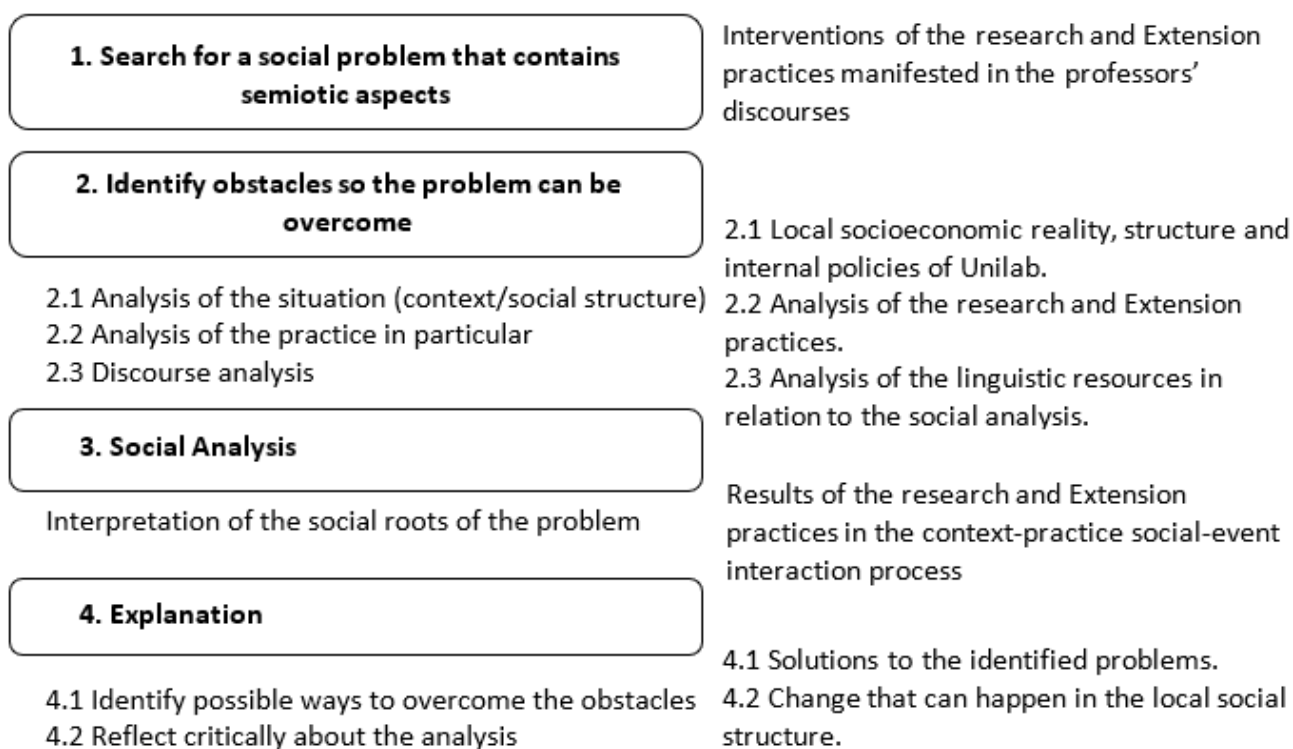 1. Search for a social problem that contains
semiotic aspects
Interventions of the research and Extension
practices manifested in the professors’
discourses
2. Identify obstacles so the problem can be
overcome
2.1 Analysis of the situation (context/social structure)
2.2 Analysis of the practice in particular
2.3 Discourse analysis
2.1 Local socioeconomic reality, structure and
internal policies of Unilab.
2.2 Analysis of the research and Extension
practices.
2.3 Analysis of the linguistic resources in
relation to the social analysis.
3. Social Analysis
Interpretation of the social roots of the problem
Results of the research and Extension
practices in the context-practice social-event
interaction process
4. Explanation
4.1 Identify possible ways to overcome the obstacles
4.2 Reflect critically about the analysis
4.1 Solutions to the identified problems.
4.2 Change that can happen in the local social
structure.